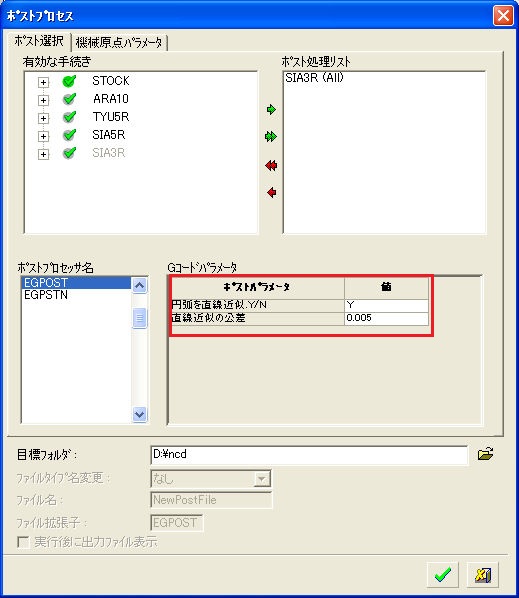 ﾎﾟｽﾄﾌﾟﾛｾｽ
ﾎﾟｽﾄ選択
機械原点ﾊﾟﾗﾒｰﾀ
有効な手続き
STOCK
ARA10
TYU5R
SIA5R
SIA3R
ﾎﾟｽﾄ処理ﾘｽﾄ
SIA3R (All)
ﾎﾟｽﾄﾌﾟﾛｾｯｻ名
EGPOST
EGPSTN
Gｺｰﾄﾞﾊﾟﾗﾒｰﾀ
ﾎﾟｽﾄﾊﾟﾗﾒｰﾀ 値
円弧を直線近似.Y/N Y
直線近似の公差 0.005
目標ﾌｫﾙﾀﾞ: D:¥ncd
ﾌｧｲﾙﾀｲﾌﾟ名変更: なし
ﾌｧｲﾙ名: NewPostFile
ﾌｧｲﾙ拡張子: EGPOST
実行後に出力ﾌｧｲﾙ表示